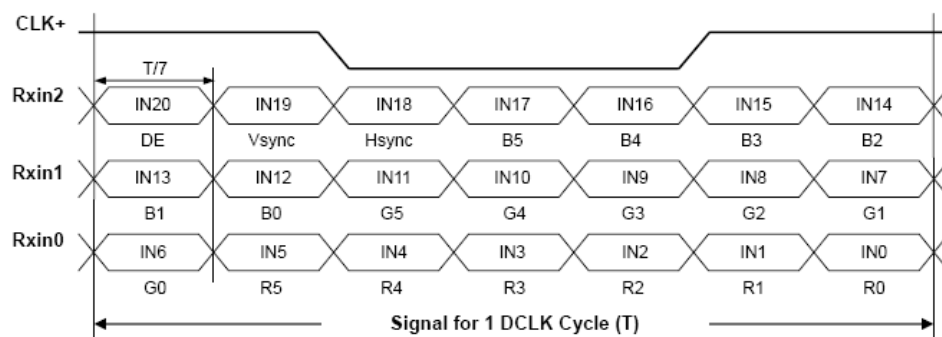 CLK+
T/7
Rxin2 IN20 IN19 IN18 IN17 IN16 IN15 IN14
DE Vsync Hsync B5 B4 B3 B2
Rxin1 IN13 IN12 IN11 IN10 IN9 IN8 IN7
B1 B0 G5 G4 G3 G2 G1
Rxin0 IN6 IN5 IN4 IN3 IN2 IN1 IN0
G0 R5 R4 R3 R2 R1 R0
Signal for 1 DCLK Cycle (T)